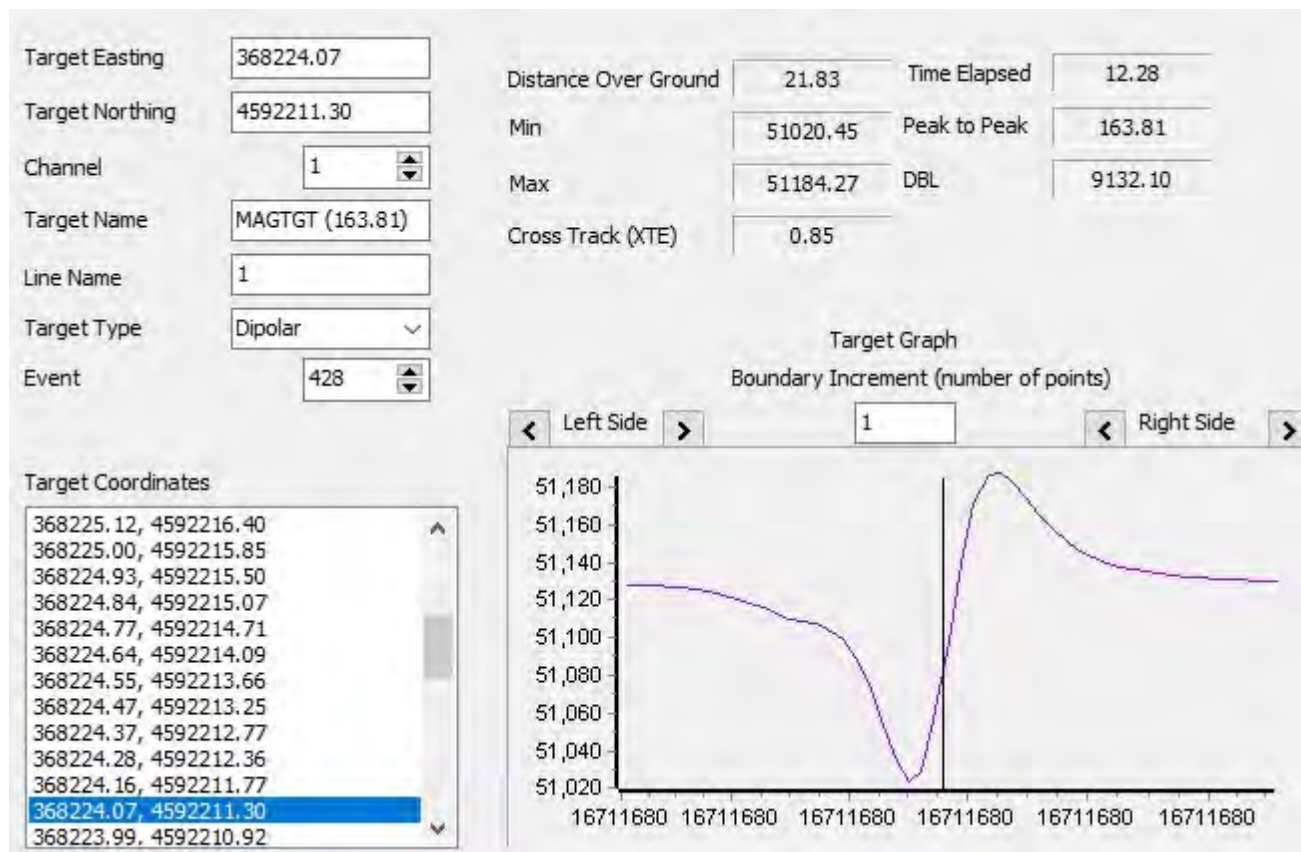 Target Easting 368224.07
Target Northing 4592211.30
Channel 1
Target Name MAGTGT (163.81)
Line Name 1
Target Type Dipolar
Event 428
Distance Over Ground 21.83 Time Elapsed 12.28
Min 51020.45 Peak to Peak 163.81
Max 51184.27 DBL 9132.10
Cross Track (XTE) 0.85
Target Graph
Boundary Increment (number of points)
Left Side 1 Right Side
Target Coordinates
368225.12, 4592216.40
368225.00, 4592215.85
368224.93, 4592215.50
368224.84, 4592215.07
368224.77, 4592214.71
368224.64, 4592214.09
368224.55, 4592213.66
368224.47, 4592213.25
368224.37, 4592212.77
368224.28, 4592212.36
368224.16, 4592211.77
368224.07, 4592211.30
368223.99, 4592210.92
51,180
51,160
51,140
51,120
51,100
51,080
51,060
51,040
51,020
16711680 16711680 16711680 16711680 16711680 16711680